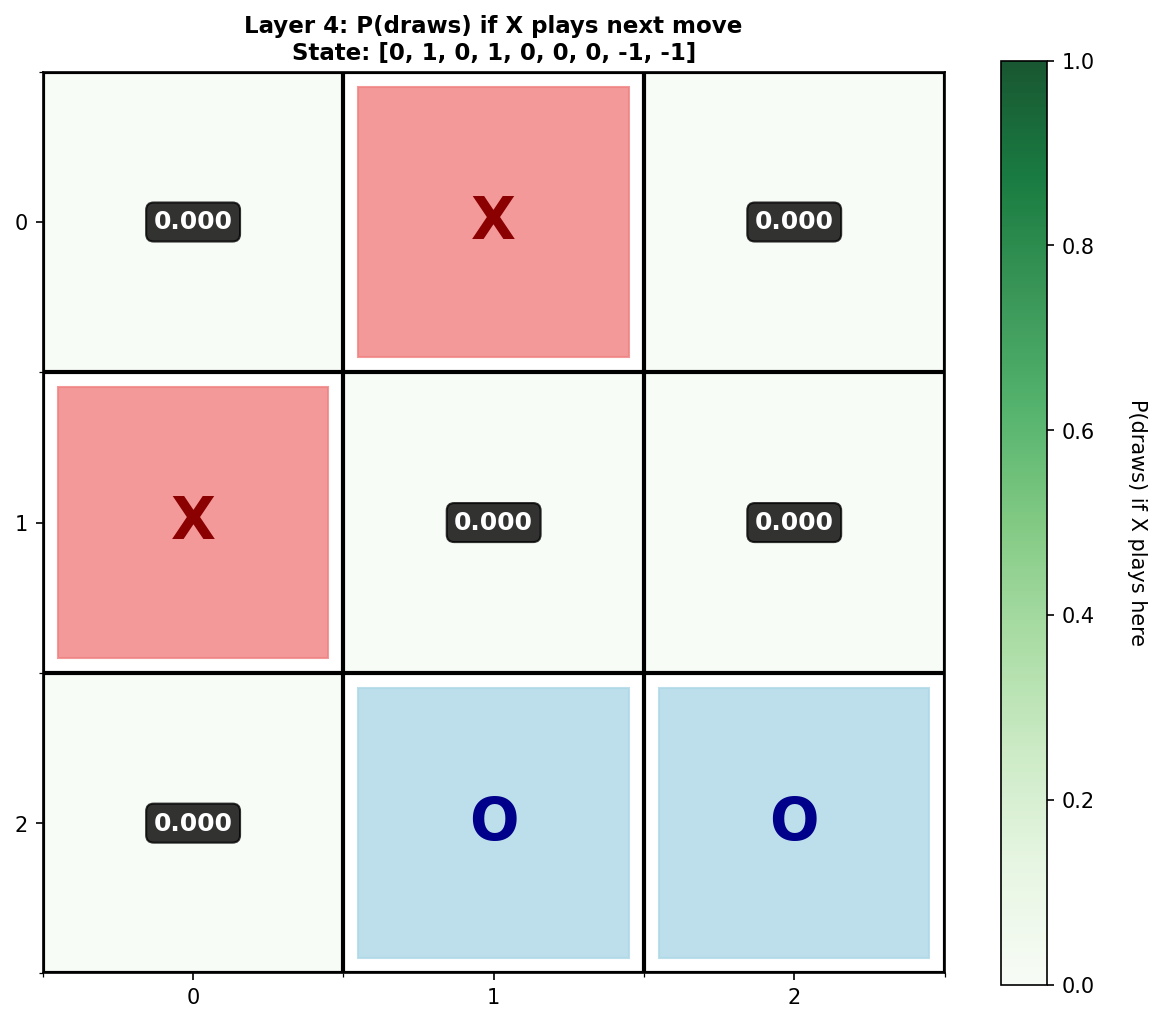 Layer 4: P(draws) if X plays next move
State: [0, 1, 0, 1, 0, 0, 0, -1, -1]
0.000
X
0.000
0
X
0.000
0.000
1
0.000
O
O
2
0
1
2
1.0
0.8
0.6
0.4
0.2
0.0
P(draws) if X plays here